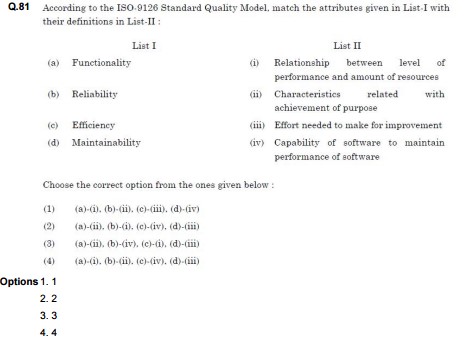 Q.81 According to the ISO-9126 Standard Quality Model, match the attributes given in List-I with
their definitions in List-II :
List I List II
(a) Functionality (i) Relationship between level of
performance and amount of resources
(b) Reliability (ii) Characteristics related with
achievement of purpose
(c) Efficiency (iii) Effort needed to make for improvement
(d) Maintainability (iv) Capability of software to maintain
performance of software
Choose the correct option from the ones given below :
(1) (a)-(i), (b)-(ii), (c)-(iii), (d)-(iv)
(2) (a)-(ii), (b)-(i), (c)-(iv), (d)-(iii)
(3) (a)-(ii), (b)-(iv), (c)-(i), (d)-(iii)
(4) (a)-(i), (b)-(ii), (c)-(iv), (d)-(iii)
Options 1. 1
2. 2
3. 3
4. 4